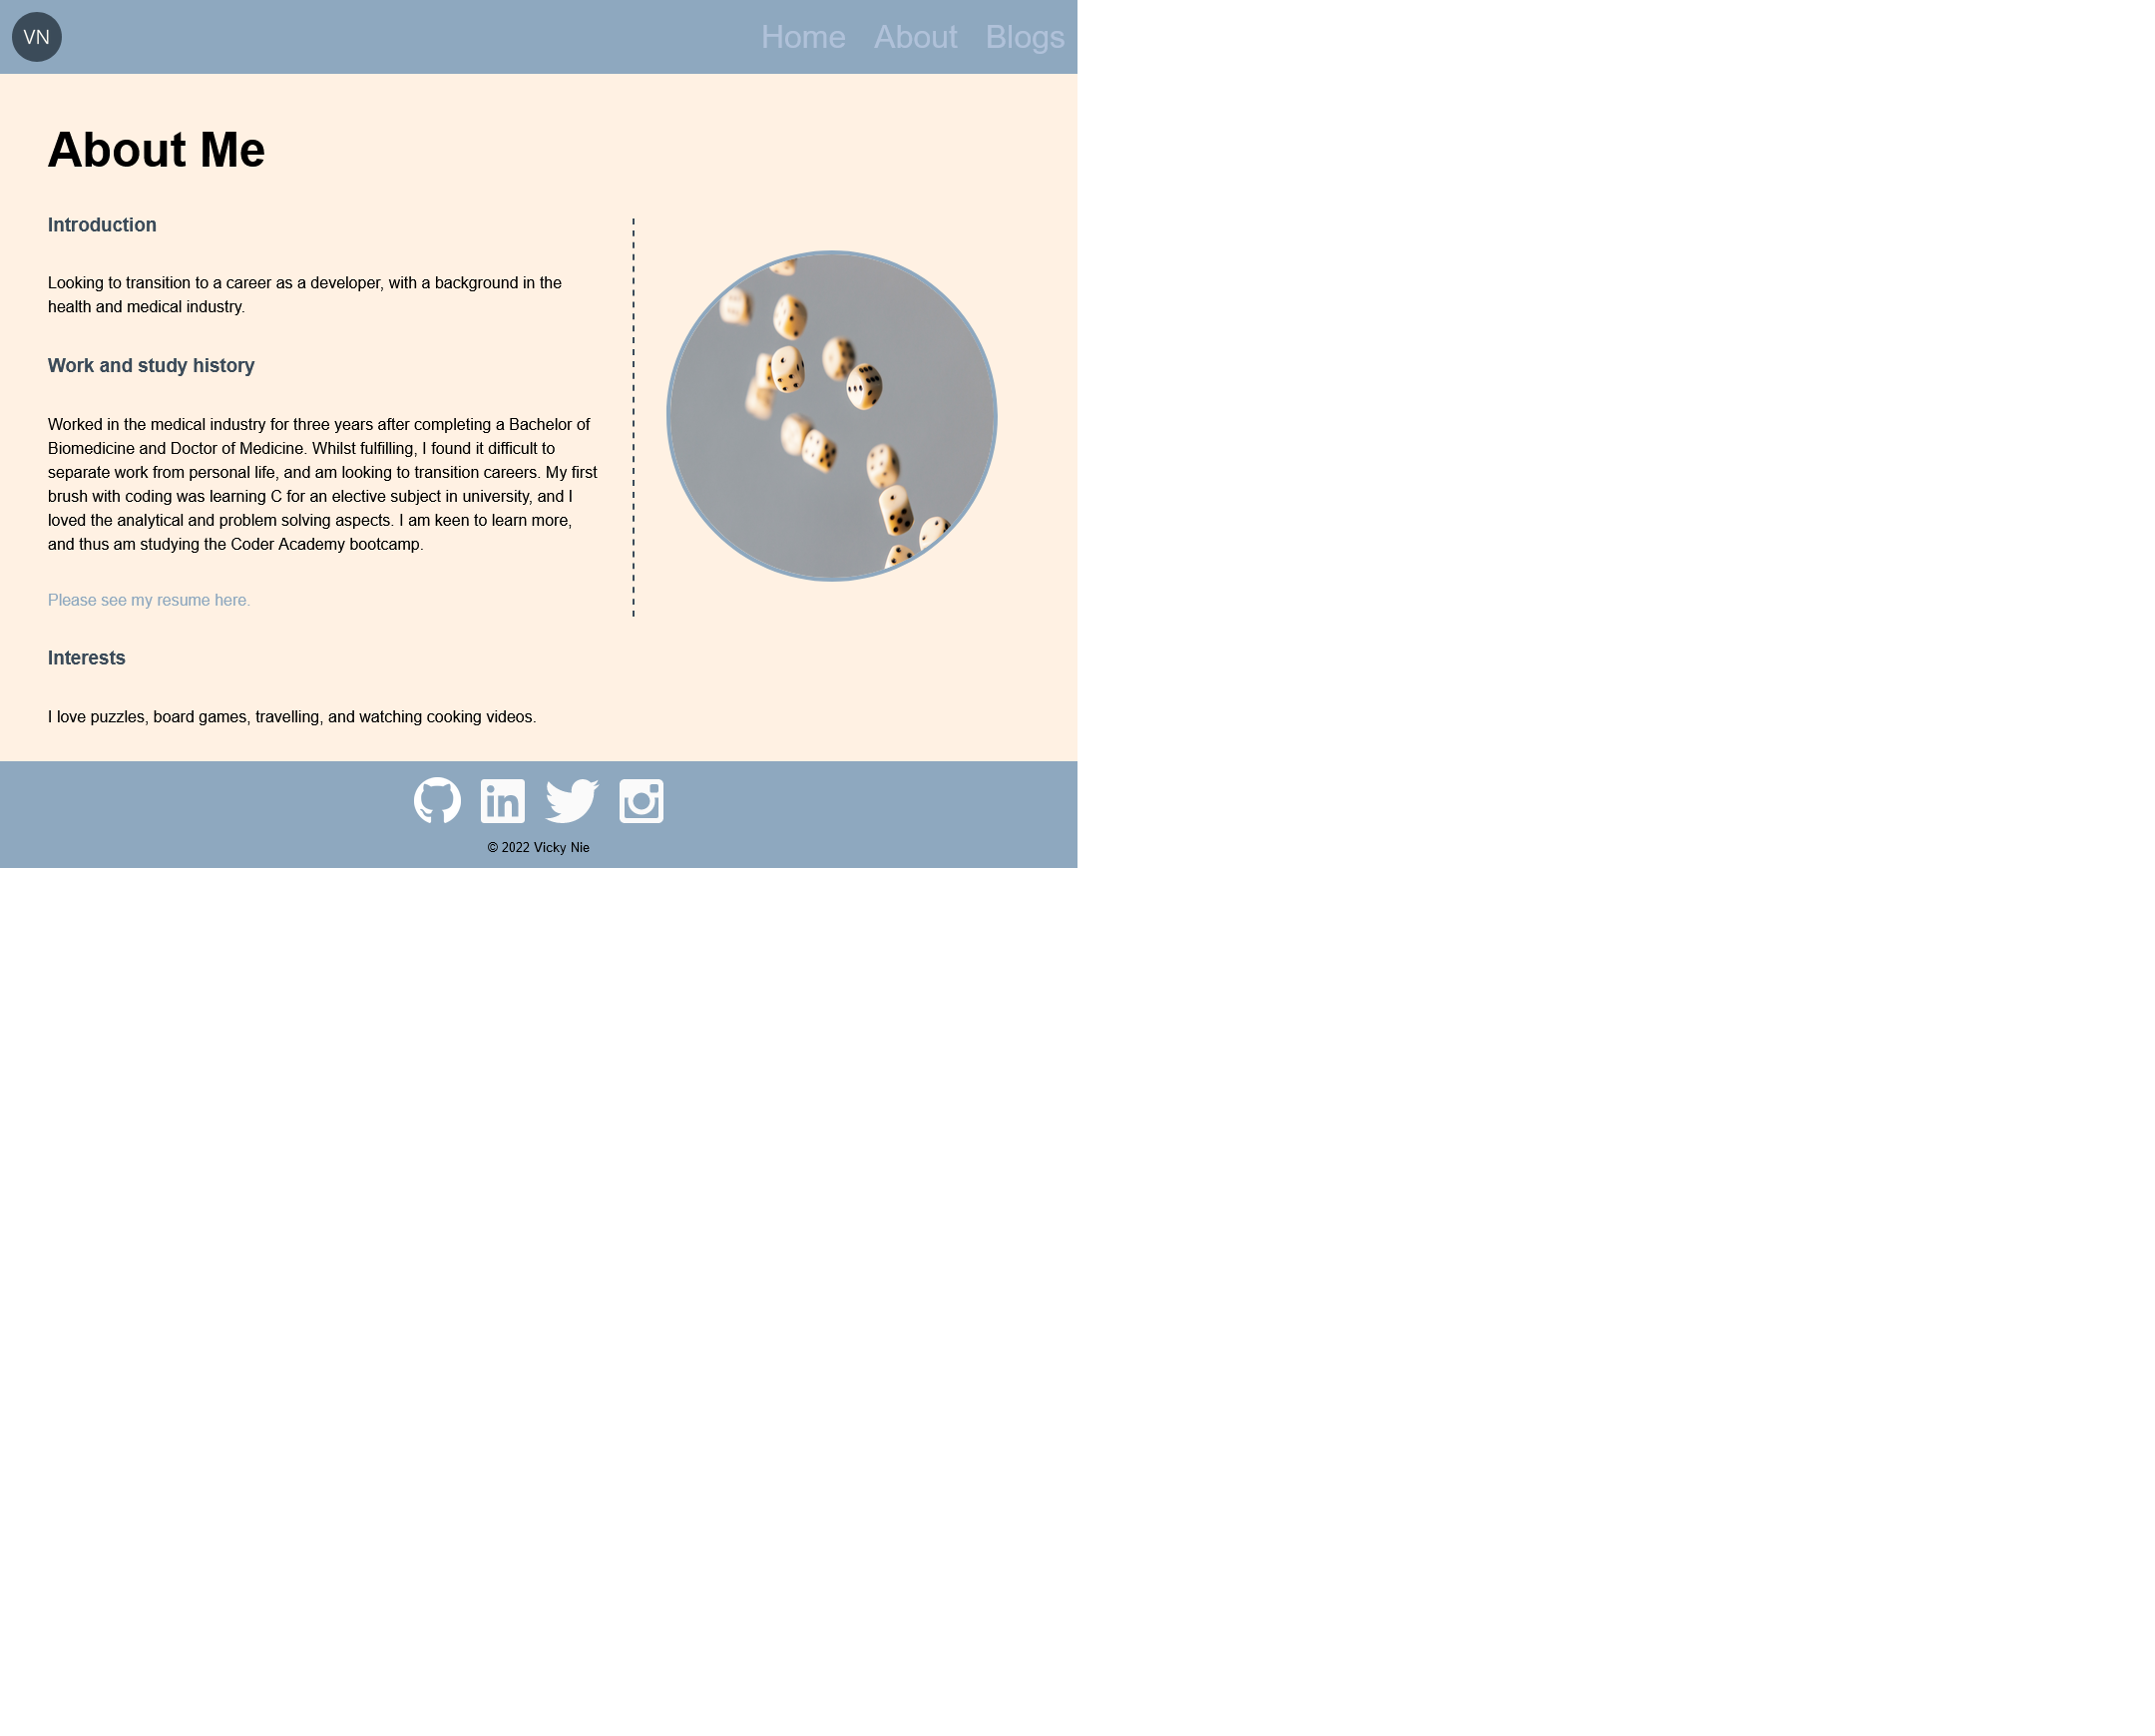 VN
Home About Blogs
About Me
Introduction
Looking to transition to a career as a developer, with a background in the
health and medical industry.
Work and study history
Worked in the medical industry for three years after completing a Bachelor of
Biomedicine and Doctor of Medicine. Whilst fulfilling, I found it difficult to
separate work from personal life, and am looking to transition careers. My first
brush with coding was learning C for an elective subject in university, and I
loved the analytical and problem solving aspects. I am keen to learn more,
and thus am studying the Coder Academy bootcamp.
Please see my resume here.
Interests
I love puzzles, board games, travelling, and watching cooking videos.
in
© 2022 Vicky Nie